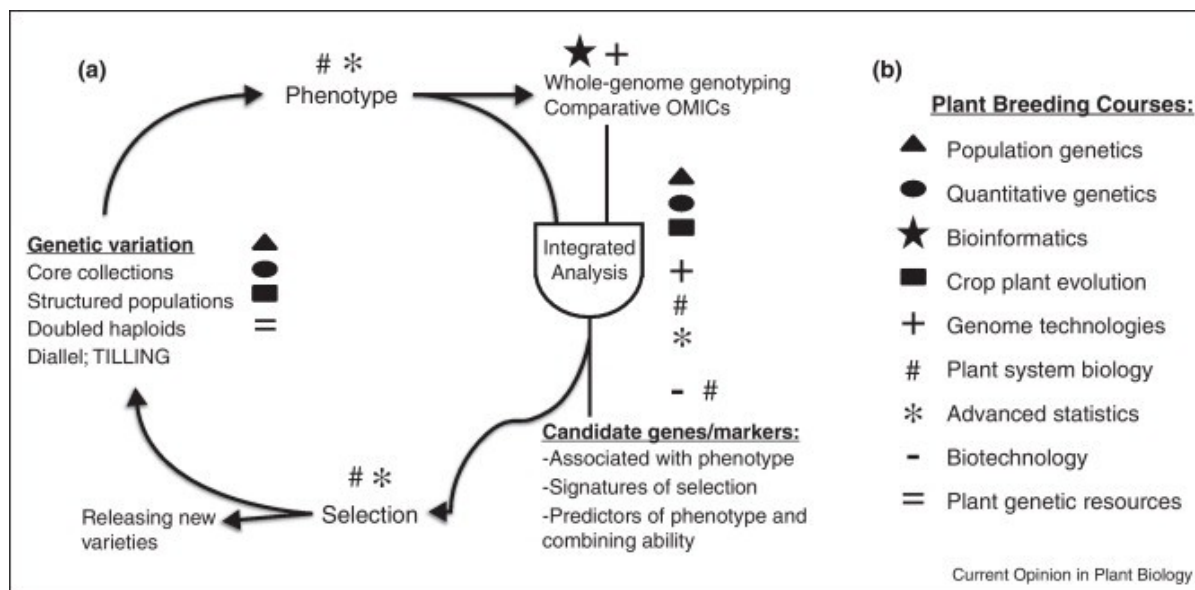 (a)
# *
Phenotype
★ +
Whole-genome genotyping
Comparative OMICs
Genetic variation
Core collections
Structured populations
Doubled haploids
Diallel; TILLING
=
Integrated
Analysis
+
#
*
- #
Candidate genes/markers:
-Associated with phenotype
-Signatures of selection
-Predictors of phenotype and
combining ability
# *
Selection
Releasing new
varieties
(b)
Plant Breeding Courses:
▲ Population genetics
● Quantitative genetics
★ Bioinformatics
■ Crop plant evolution
+ Genome technologies
# Plant system biology
* Advanced statistics
- Biotechnology
= Plant genetic resources
Current Opinion in Plant Biology